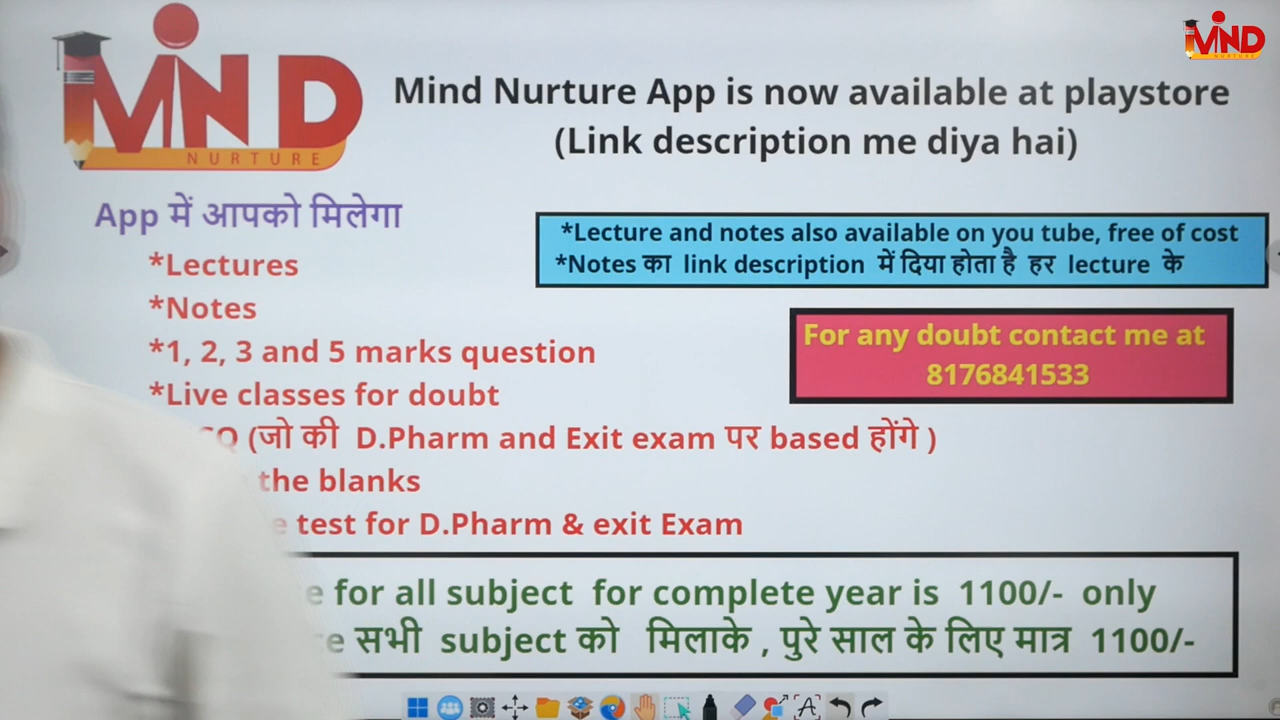 MIND
NURTURE
MIND
NURTURE
Mind Nurture App is now available at playstore
(Link description me diya hai)
App में आपको मिलेगा
*Lectures
*Notes
*1, 2, 3 and 5 marks question
*Live classes for doubt
(जो की D.Pharm and Exit exam पर based होंगे )
the blanks
test for D.Pharm & exit Exam
*Lecture and notes also available on you tube, free of cost
*Notes का link description में दिया होता है हर lecture के
For any doubt contact me at
8176841533
for all subject for complete year is 1100/- only
सभी subject को मिलाके , पुरे साल के लिए मात्र 1100/-